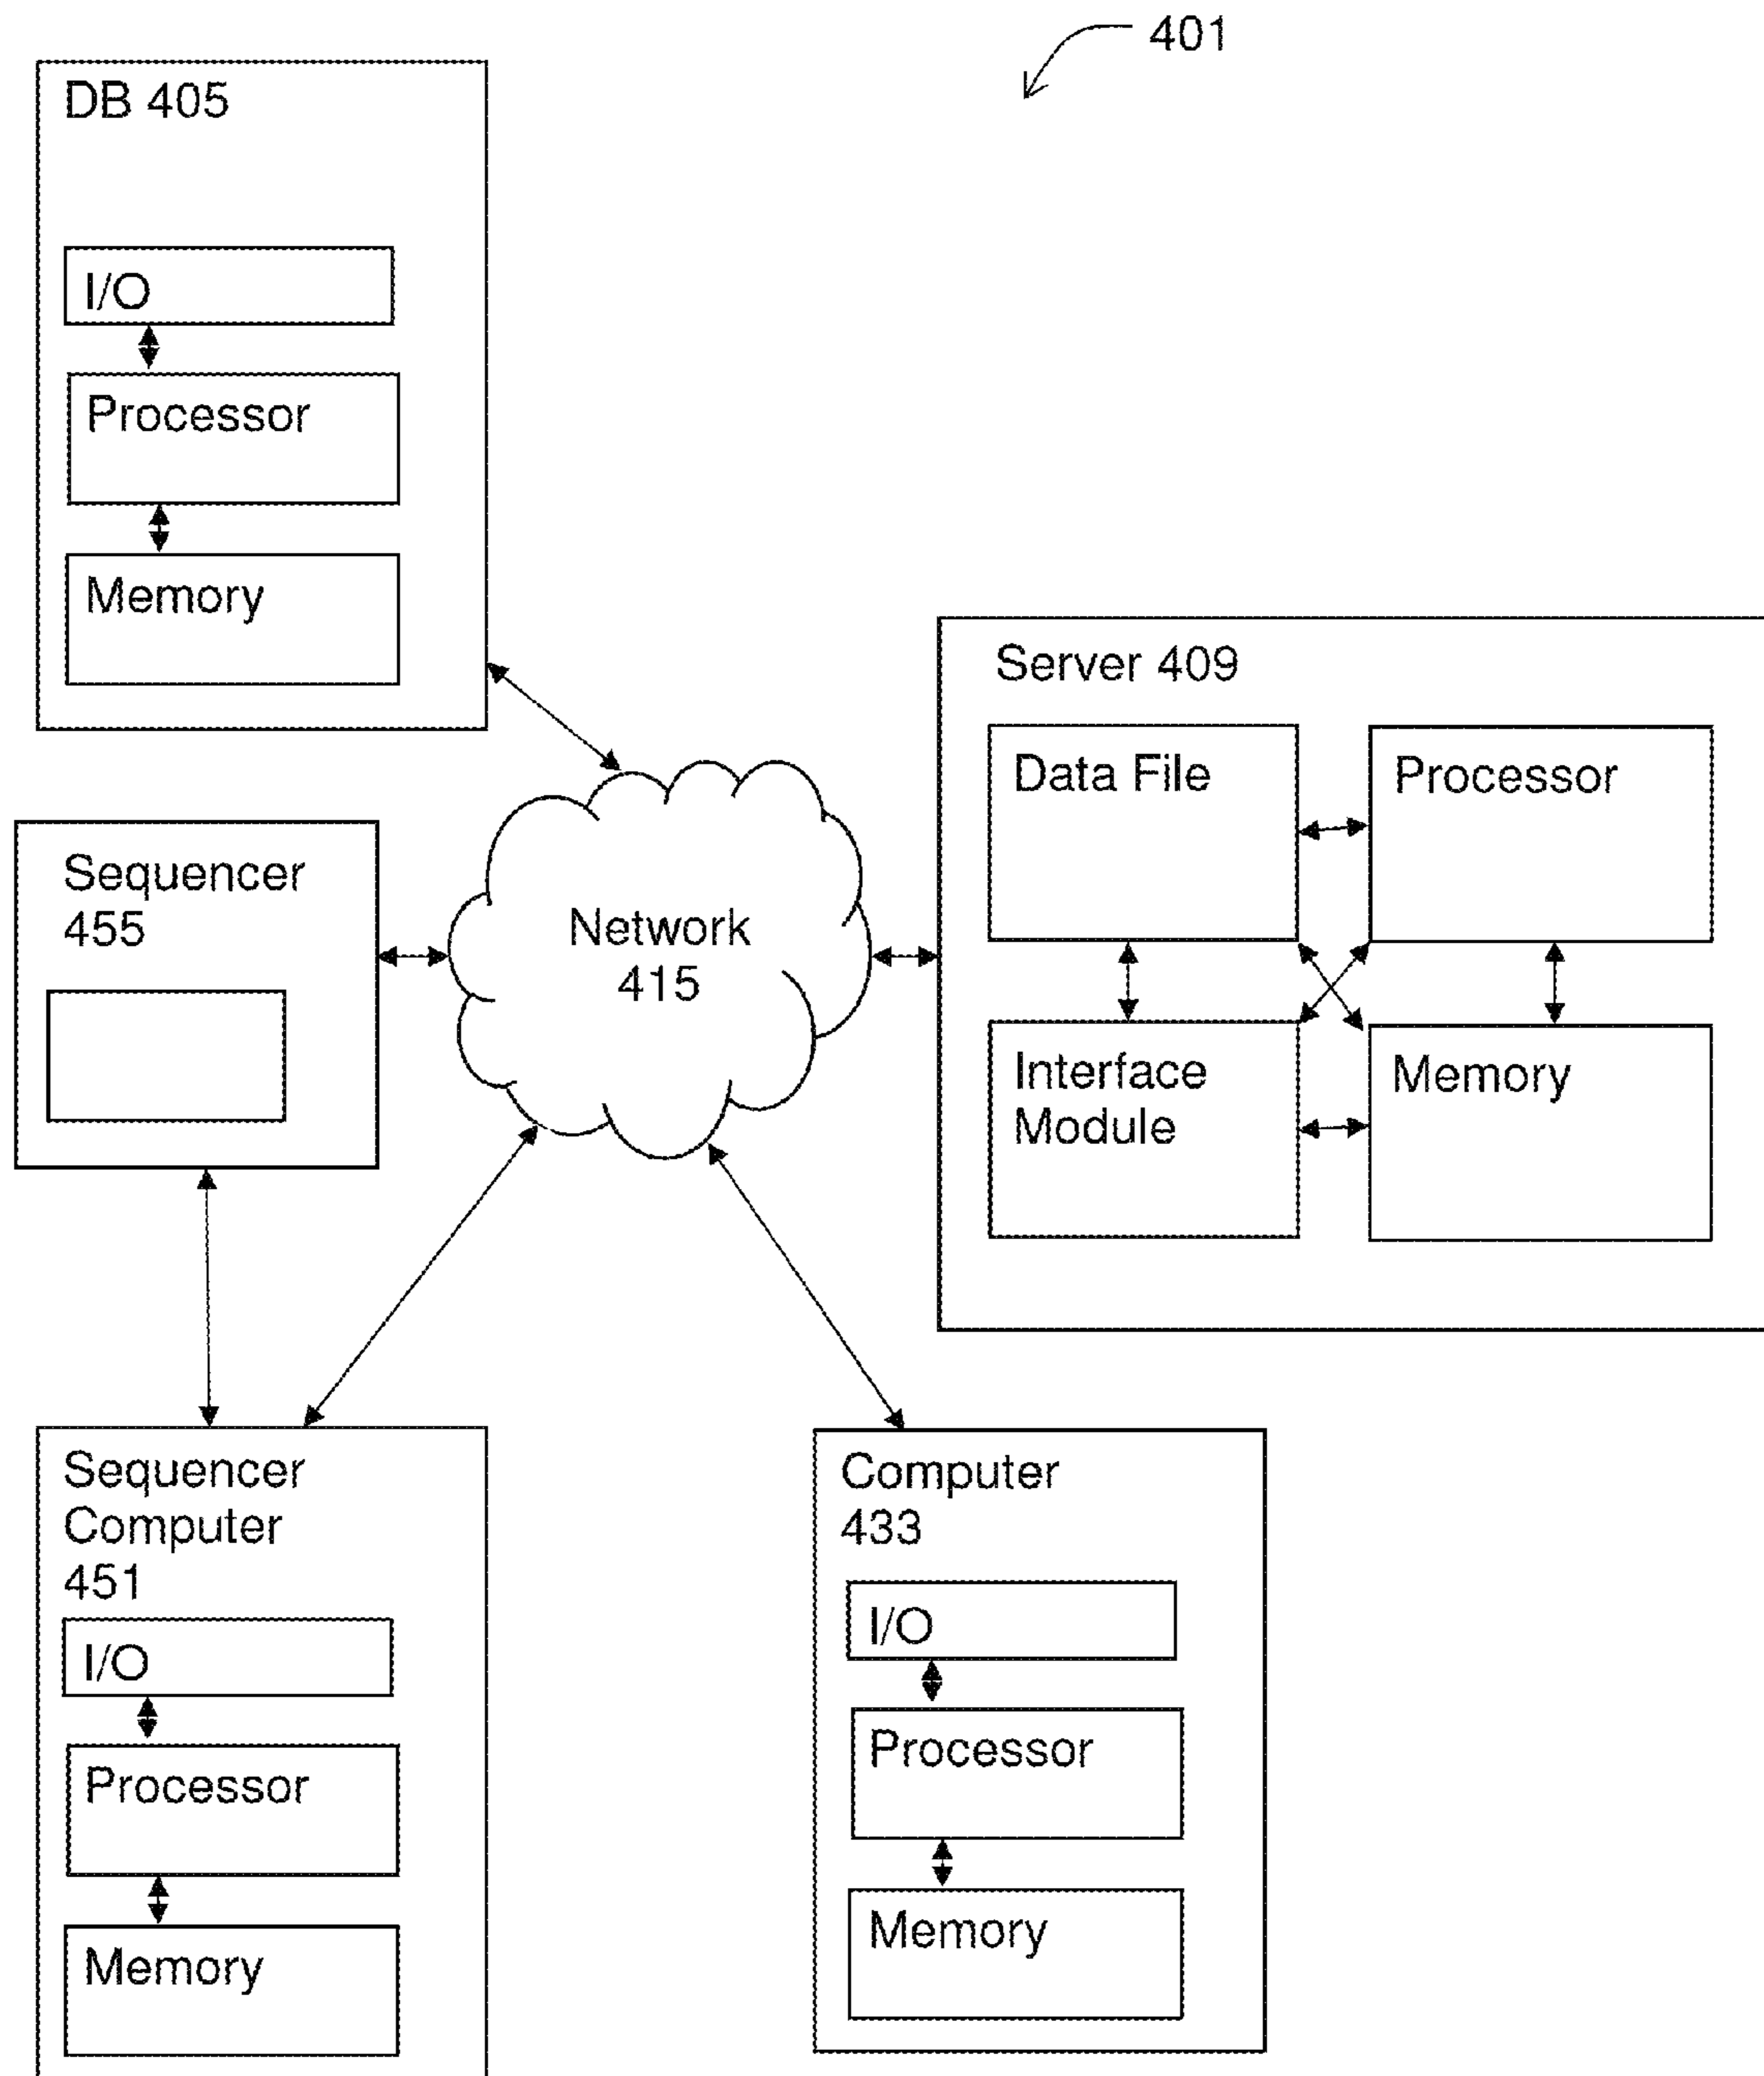 401
DB 405
I/O
Processor
Memory
Server 409
Data File
Processor
Interface
Module
Memory
Sequencer
455
Network
415
Sequencer
Computer
451
I/O
Processor
Memory
Computer
433
I/O
Processor
Memory